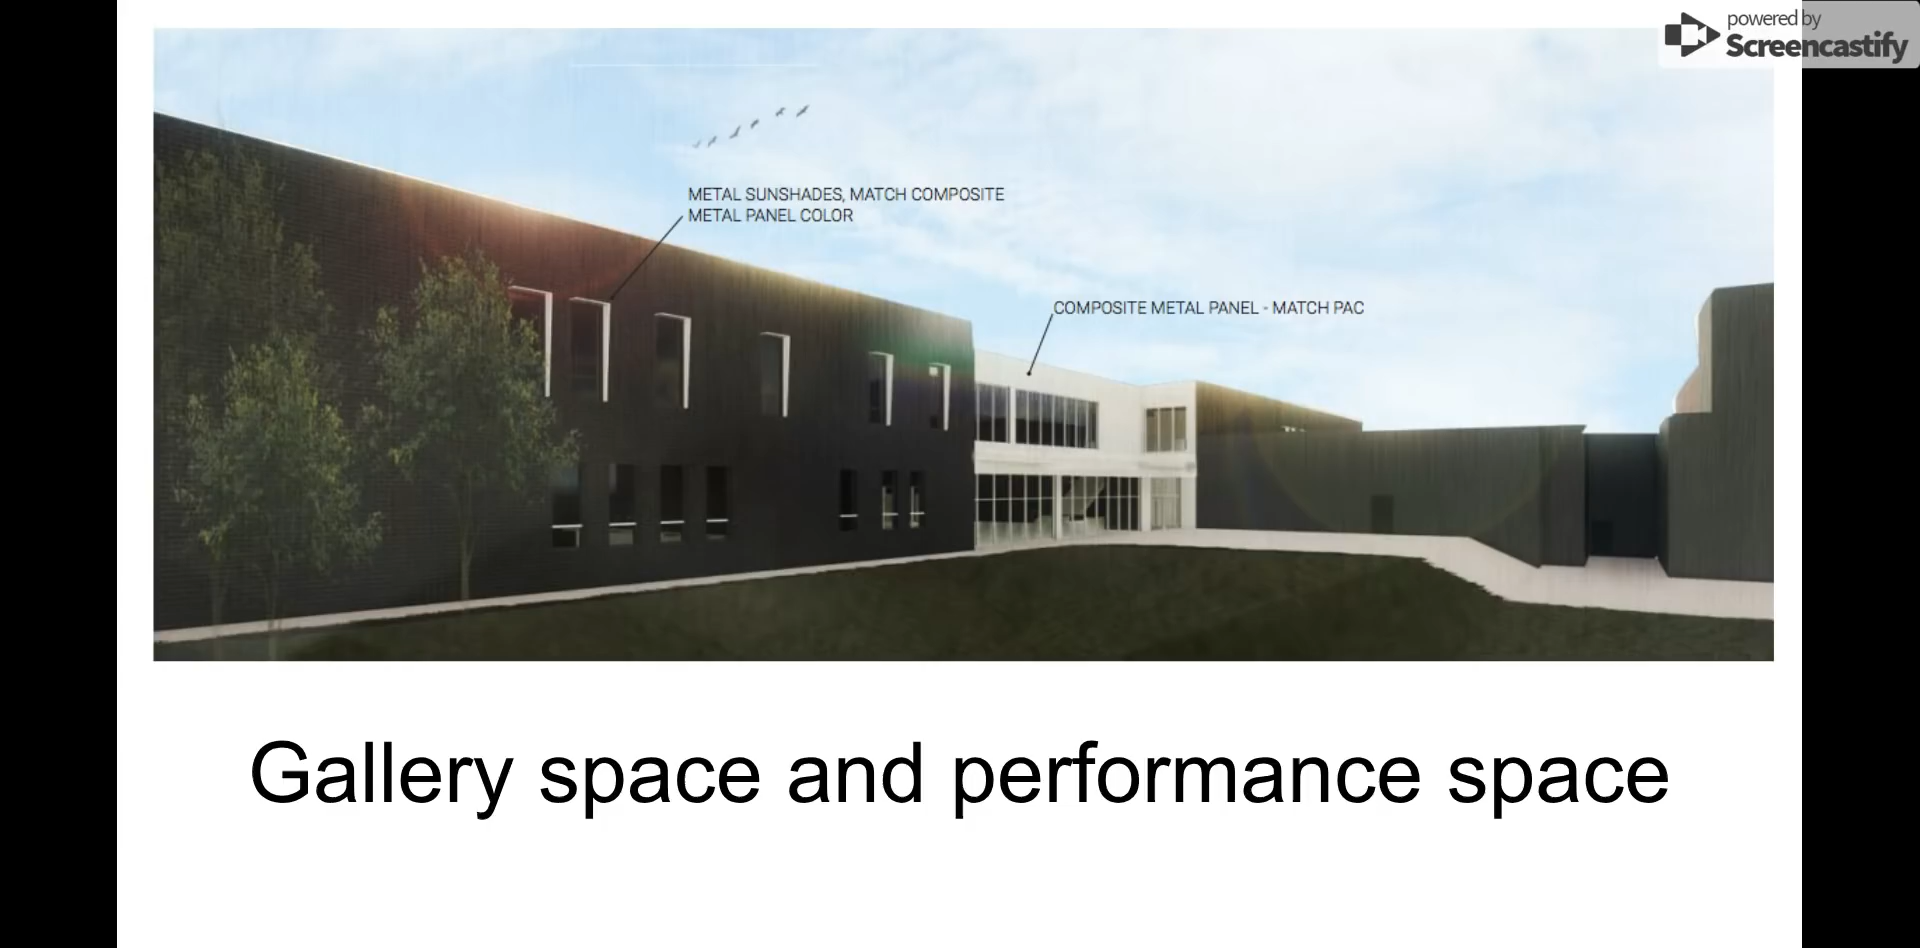 powered by
Screencastify
METAL SUNSHADES, MATCH COMPOSITE
METAL PANEL COLOR
COMPOSITE METAL PANEL - MATCH PAC
Gallery space and performance space